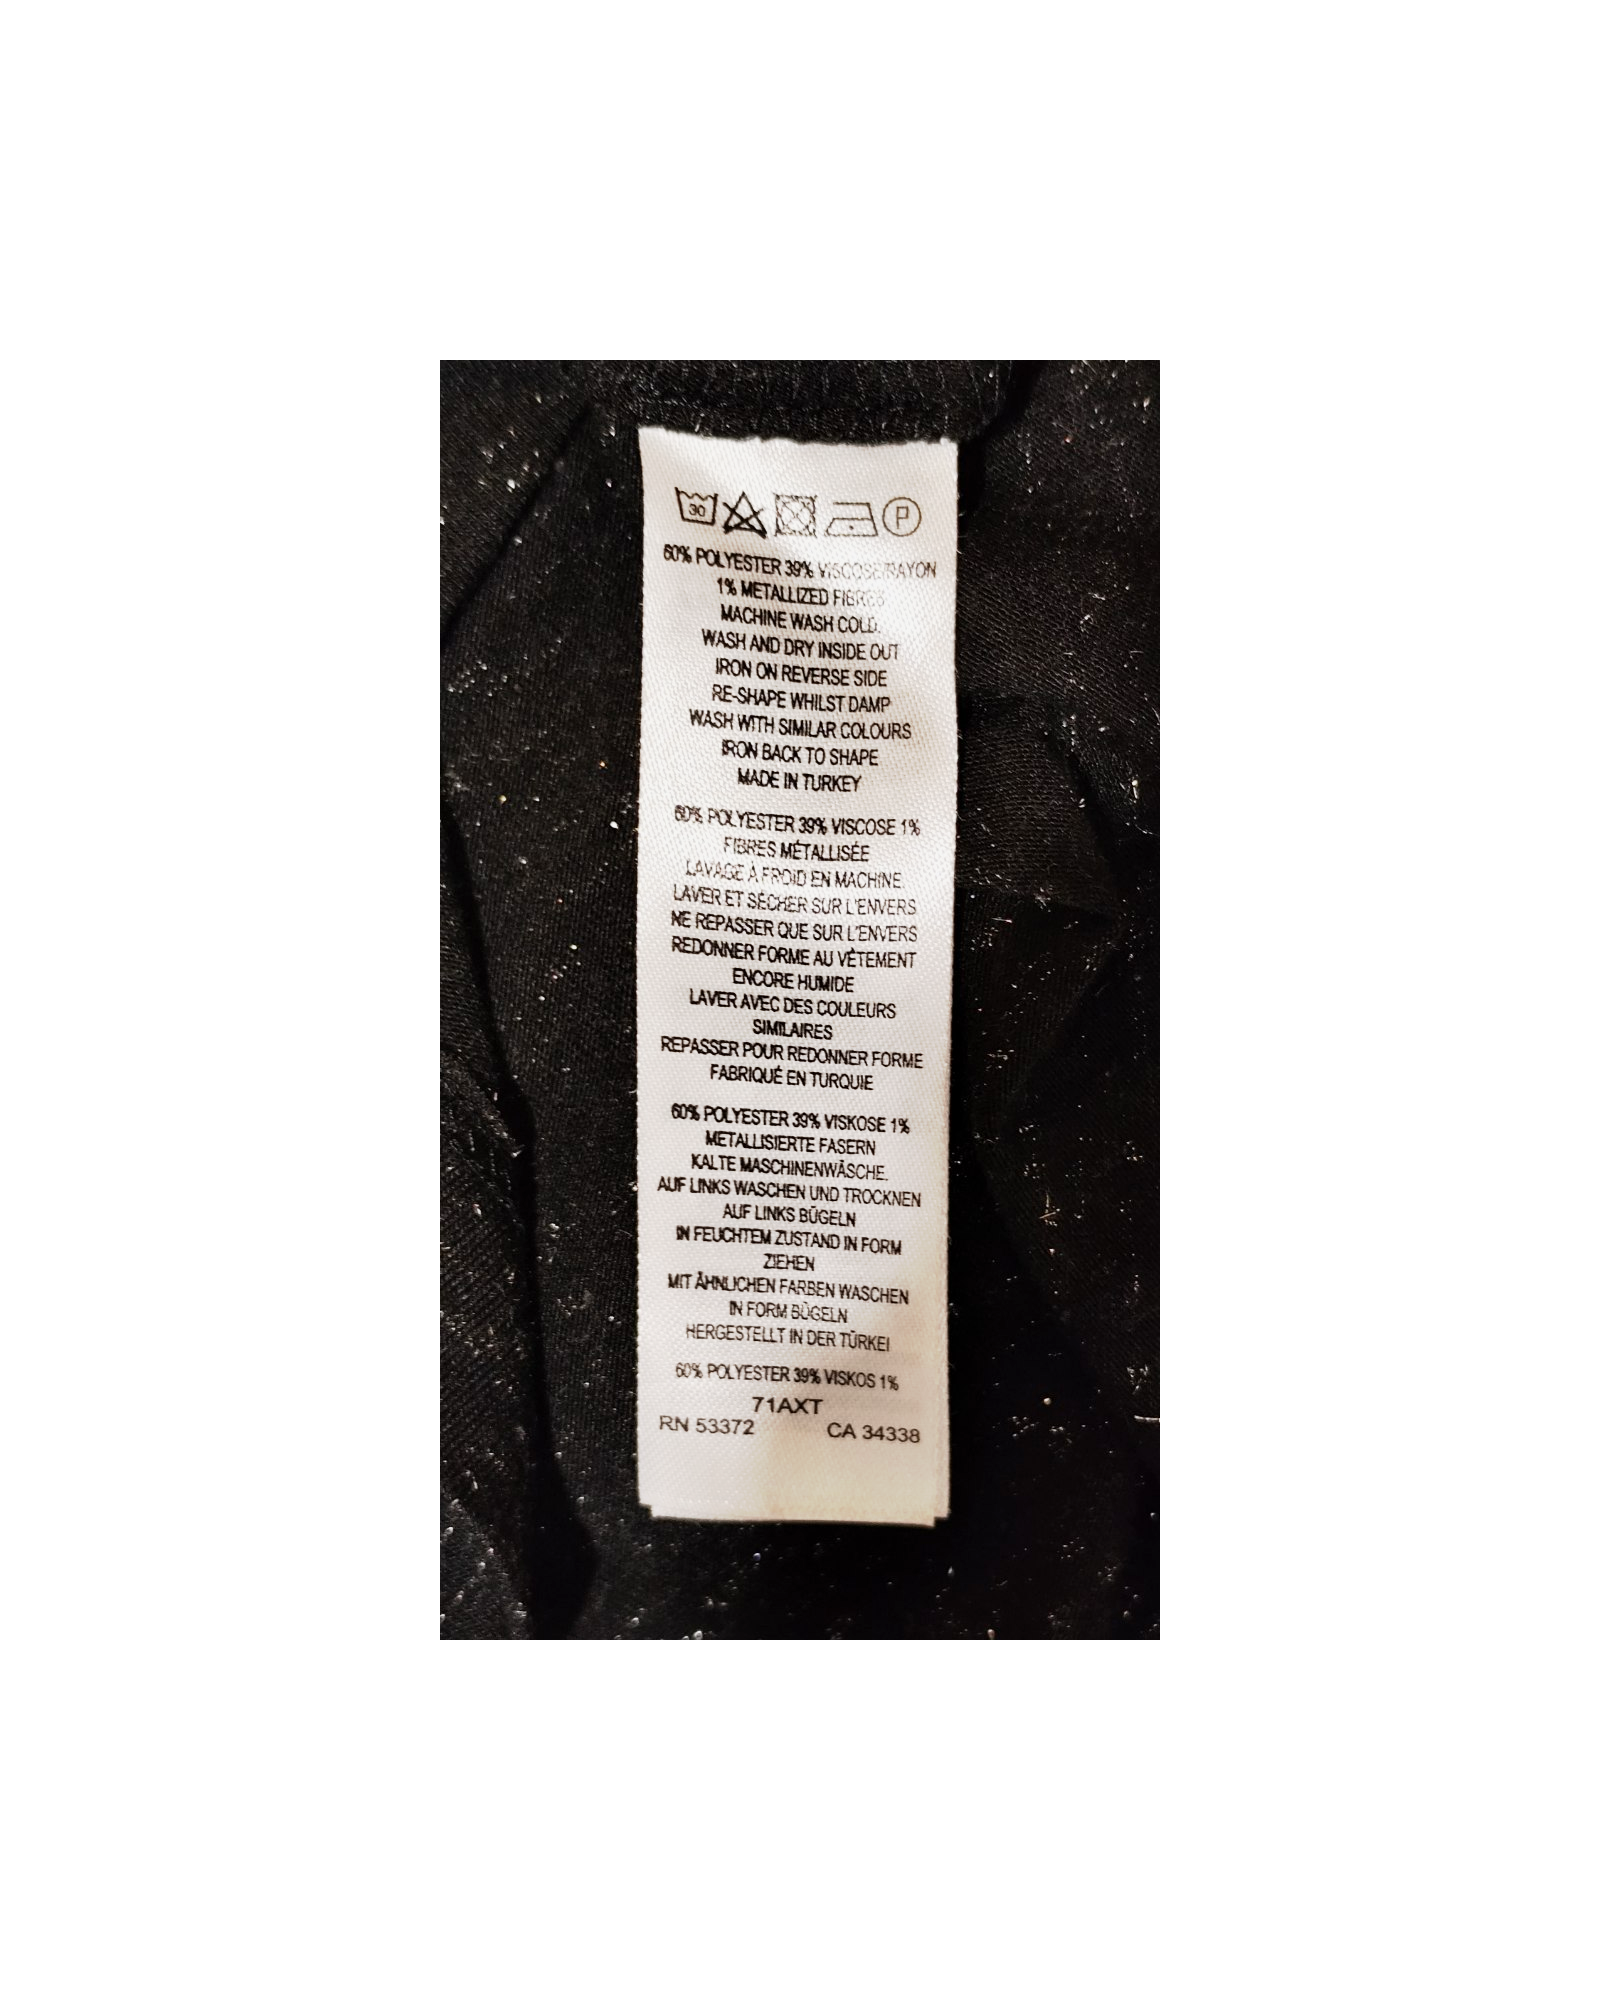 30
P
60% POLYESTER 39% VISCOSE/RAYON
1% METALLIZED FIBRES
MACHINE WASH COLD.
WASH AND DRY INSIDE OUT
IRON ON REVERSE SIDE
RE-SHAPE WHILST DAMP
WASH WITH SIMILAR COLOURS
IRON BACK TO SHAPE
MADE IN TURKEY
60% POLYESTER 39% VISCOSE 1%
FIBRES MÉTALLISÉE
LAVAGE À FROID EN MACHINE.
LAVER ET SÉCHER SUR L'ENVERS
NE REPASSER QUE SUR L'ENVERS
REDONNER FORME AU VÊTEMENT
ENCORE HUMIDE
LAVER AVEC DES COULEURS
SIMILAIRES
REPASSER POUR REDONNER FORME
FABRIQUÉ EN TURQUIE
60% POLYESTER 39% VISKOSE 1%
METALLISIERTE FASERN
KALTE MASCHINENWÄSCHE.
AUF LINKS WASCHEN UND TROCKNEN
AUF LINKS BÜGELN
IN FEUCHTEM ZUSTAND IN FORM
ZIEHEN
MIT ÄHNLICHEN FARBEN WASCHEN
IN FORM BÜGELN
HERGESTELLT IN DER TÜRKEI
60% POLYESTER 39% VISKOS 1%
71AXT
RN 53372 CA 34338